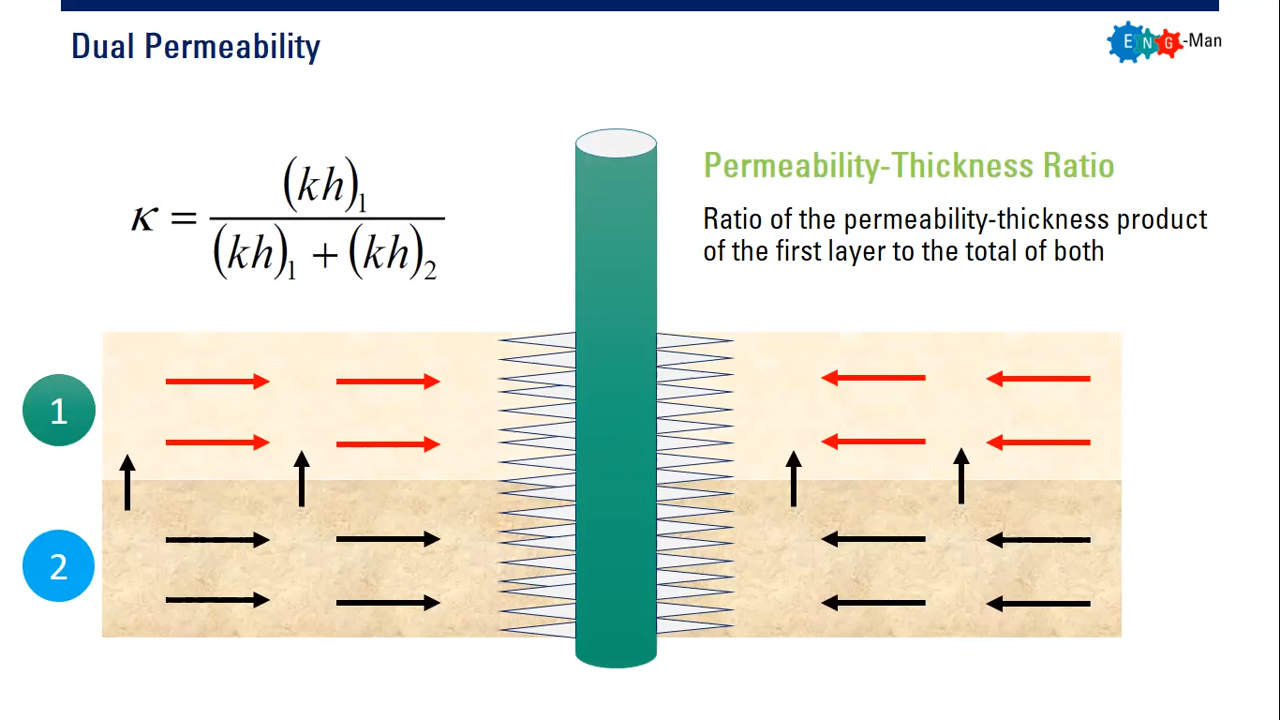 Dual Permeability
ENG-Man
κ = (kh)₁ / (kh)₁ + (kh)₂
Permeability-Thickness Ratio
Ratio of the permeability-thickness product
of the first layer to the total of both
1
2